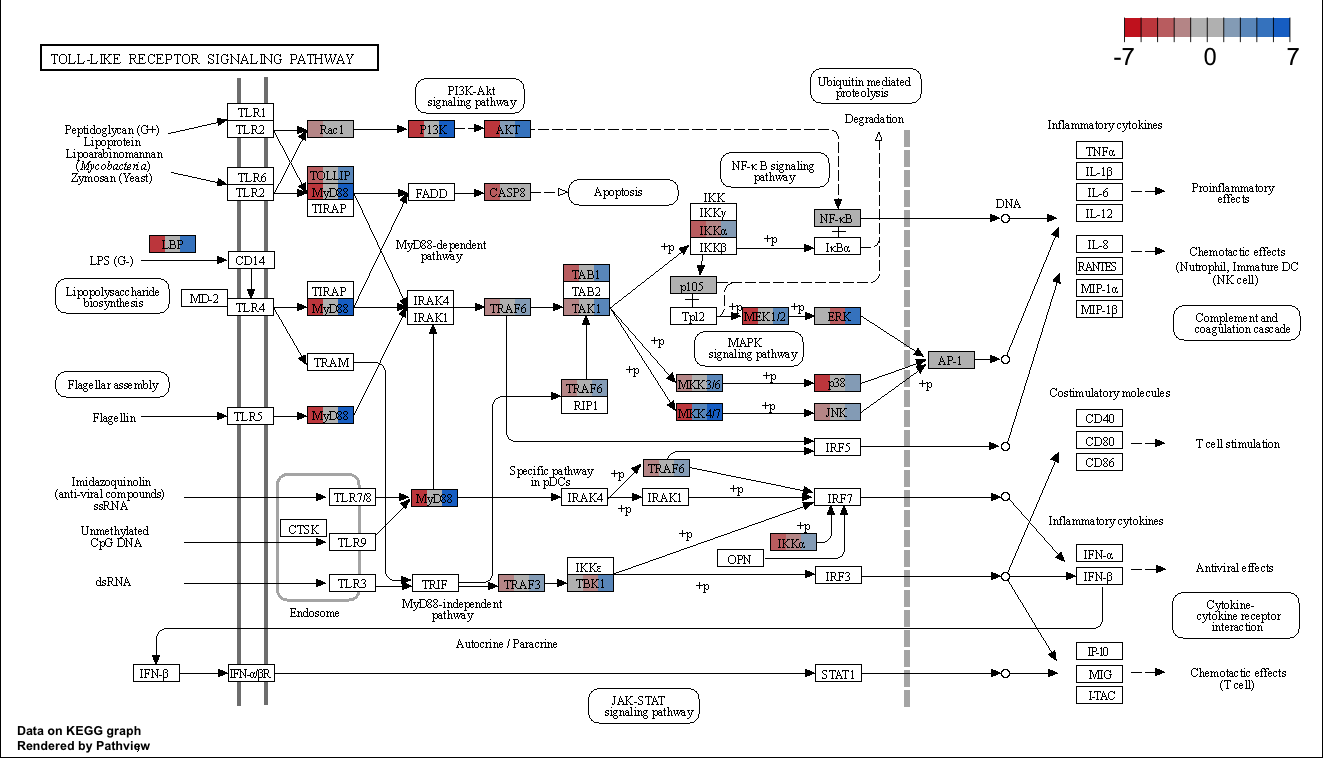 -7
0
7
TOLL-LIKE RECEPTOR SIGNALING PATHWAY
PI3K-Akt
signaling pathway
Ubiquitin mediated
proteolysis
Degradation
Inflammatory cytokines
TLR1
TLR2
Peptidoglycan (G+)
Lipoprotein
Lipoarabinomannan
(Mycobacteria)
Zymosan (Yeast)
Rac1
P13K
AKT
TNFα
IL-1β
IL-6
IL-12
Proinflammatory
effects
NF-κB signaling
pathway
TLR6
TLR2
TOLLIP
MyD88
TIRAP
FADD
CASP8
Apoptosis
IKK
IKKγ
IKKα
IKKβ
NF-κB
IκBα
DNA
+p
+p
LBP
LPS (G-)
CD14
MyD88-dependent
pathway
IL-8
RANTES
MIP-1α
MIP-1β
Chemotactic effects
(Nutrophil, Immature DC
(NK cell)
Lipopolysaccharide
biosynthesis
MD-2
TLR4
TIRAP
MyD88
IRAK4
IRAK1
TRAF6
TAB1
TAB2
TAK1
p105
Tpl2
+p
MEK1/2
+p
ERK
Complement and
coagulation cascade
MAPK
signaling pathway
TRAM
+p
+p
AP-1
+p
Flagellar assembly
TRAF6
RIP1
MKK3/6
+p
p38
MKK4/7
+p
JNK
Costimulatory molecules
CD40
CD80
CD86
T cell stimulation
Flagellin
TLR5
MyD88
IRF5
Imidazoquinolin
(anti-viral compounds)
ssRNA
TLR7/8
MyD88
Specific pathway
in pDCs
TRAF6
+p
IRAK4
+p
IRAK1
+p
IRF7
Unmethylated
CpG DNA
CTSK
TLR9
+p
+p
IKKα
OPN
Inflammatory cytokines
IFN-α
IFN-β
Antiviral effects
dsRNA
TLR3
TRIF
TRAF3
IKKε
TBK1
+p
IRF3
Endosome
MyD88-independent
pathway
Cytokine-
cytokine receptor
interaction
Autocrine / Paracrine
IFN-β
IFN-α/βR
STAT1
IP-10
MIG
I-TAC
Chemotactic effects
(T cell)
JAK-STAT
signaling pathway
Data on KEGG graph
Rendered by Pathview